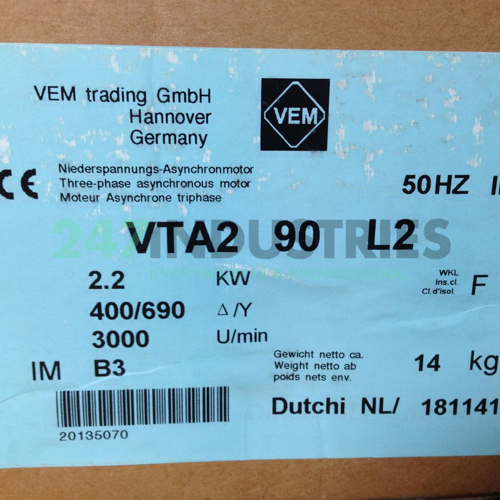 VEM trading GmbH
Hannover
Germany
VEM
CE
Niederspannungs-Asynchronmotor
Three-phase asynchronous motor
Moteur Asynchrone triphase
50HZ
247INDUSTRIES
VTA2 90 L2
2.2 KW
WKL
ins.cl.
Cl.d'isol.
F
400/690 Δ/Y
3000 U/min
IM B3
Gewicht netto ca.
Weight netto ab
poids nets env.
14 kg
Dutchi NL/ 181141
20135070